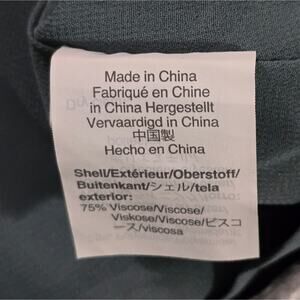 Made in China
Fabriqué en Chine
in China Hergestellt
Vervaardigd in China
中国製
Hecho en China
Shell/Extérieur/Oberstoff/
Buitenkant/シェル/tela
exterior:
75% Viscose/Viscose/
Viskose/Viscose/ビスコ
ース/viscosa